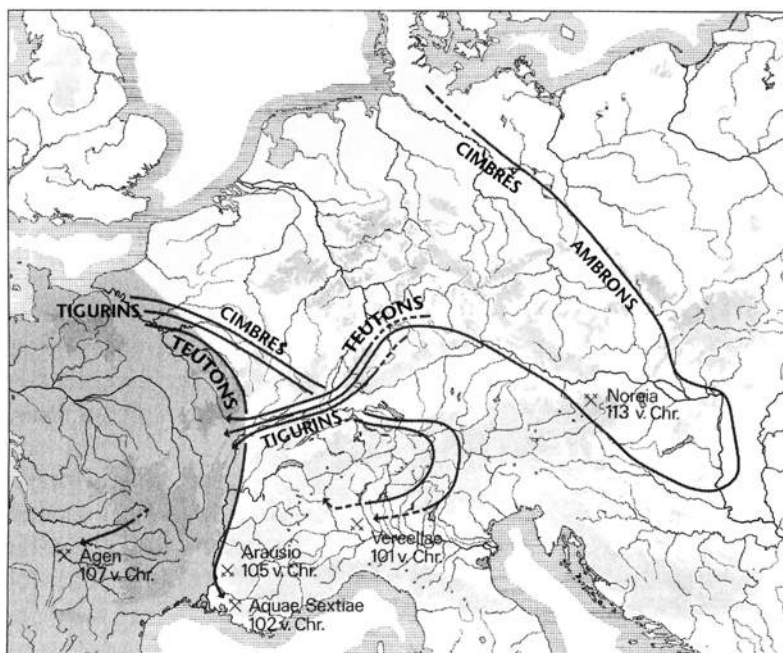 CIMBRES
AMBRONS
TIGURINS
CIMBRES
TEUTONS
TEUTONS
TIGURINS
Noreia
113 v. Chr.
Agen
107 v. Chr.
Arausio
105 v. Chr.
Vercellae
101 v. Chr.
Aquae Sextiae
102 v. Chr.